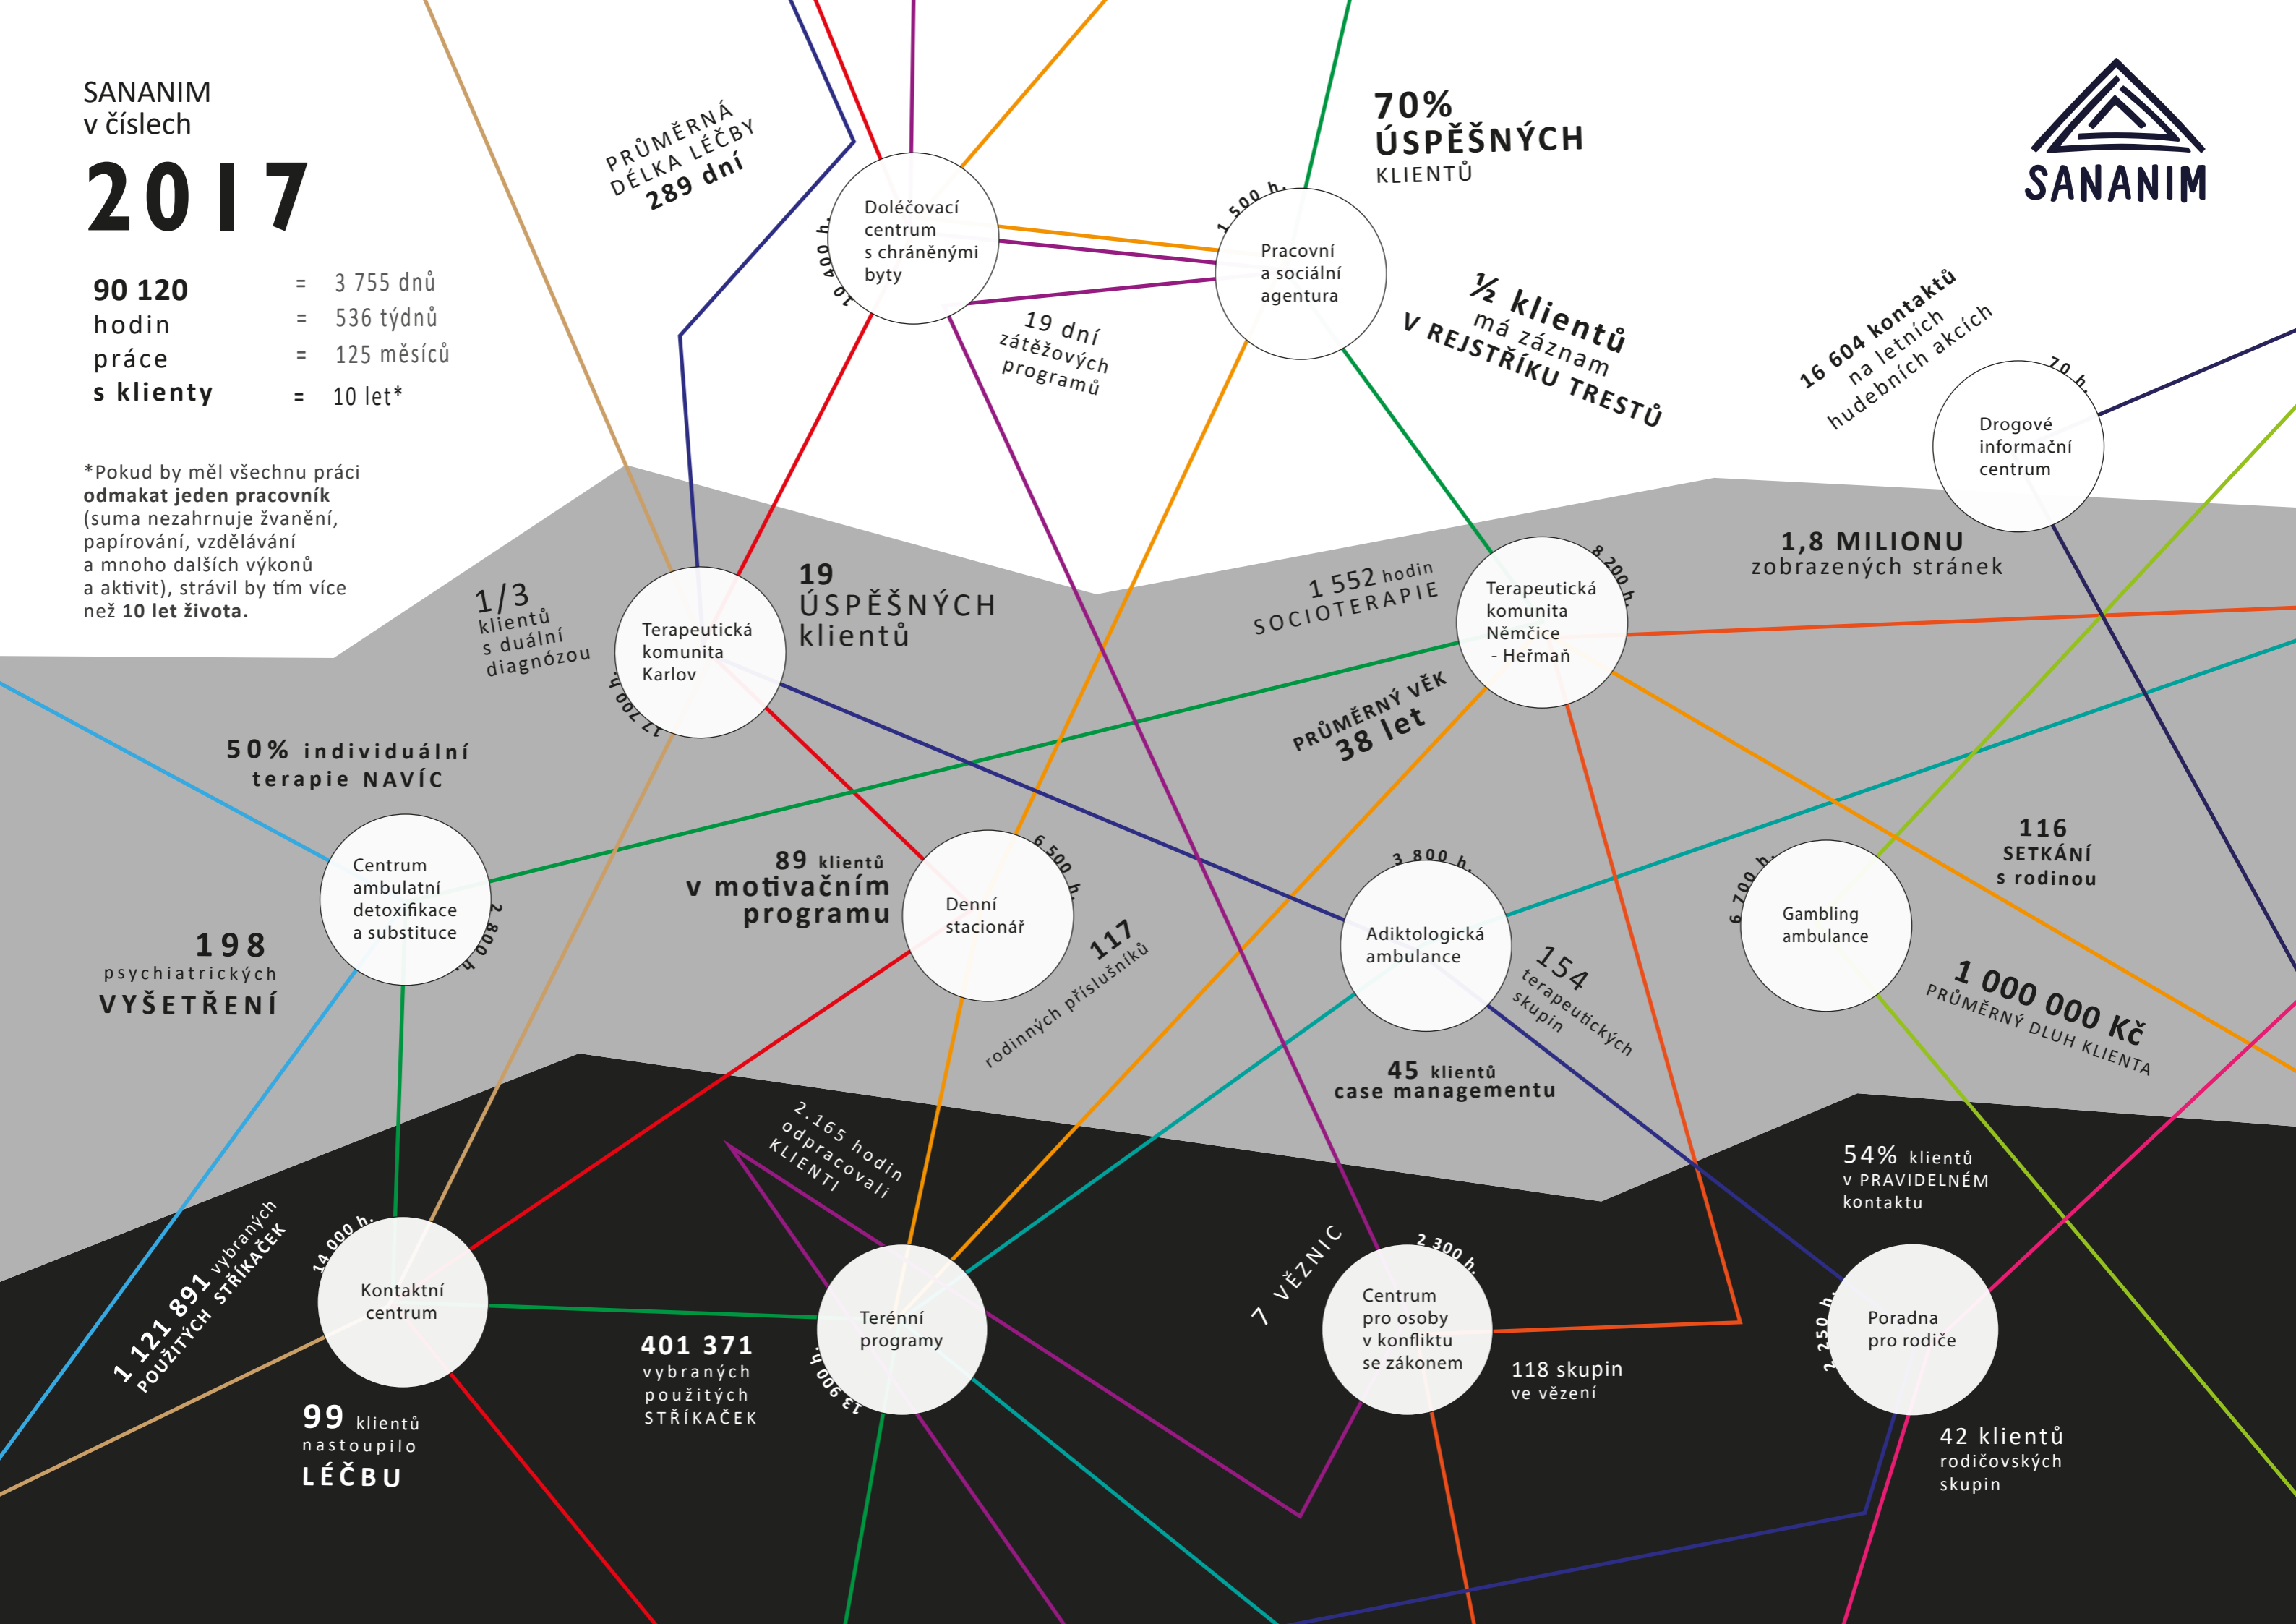 SANANIM
v číslech
2017
90 120
hodin
práce
s klienty
= 3 755 dnů
= 536 týdnů
= 125 měsíců
= 10 let*
*Pokud by měl všechnu práci
odmakat jeden pracovník
(suma nezahrnuje žvanění,
papírování, vzdělávání
a mnoho dalších výkonů
a aktivit), strávil by tím více
než 10 let života.
PRŮMĚRNÁ
DÉLKA LÉČBY
289 dní
Doléčovací
centrum
s chráněnými
byty
10 400 h.
19 dní
zátěžových
programů
1 500 h.
Pracovní
a sociální
agentura
70%
ÚSPĚŠNÝCH
KLIENTŮ
½ klientů
má záznam
V REJSTŘÍKU TRESTŮ
SANANIM
16 604 kontaktů
na letních
hudebních akcích
70 h.
Drogové
informační
centrum
1,8 MILIONU
zobrazených stránek
1/3
klientů
s duální
diagnózou
Terapeutická
komunita
Karlov
17 700 h.
19
ÚSPĚŠNÝCH
klientů
1 552 hodin
SOCIOTERAPIE
8 200 h.
Terapeutická
komunita
Němčice
- Heřmaň
PRŮMĚRNÝ VĚK
38 let
50% individuální
terapie NAVÍC
Centrum
ambulatní
detoxifikace
a substituce
2 800 h.
198
psychiatrických
VYŠETŘENÍ
89 klientů
v motivačním
programu
6 500 h.
Denní
stacionář
117
rodinných příslušníků
3 800 h.
Adiktologická
ambulance
154
terapeutických
skupin
45 klientů
case managementu
6 700 h.
Gambling
ambulance
116
SETKÁNÍ
s rodinou
1 000 000 Kč
PRŮMĚRNÝ DLUH KLIENTA
1 121 891 vybraných
POUŽITÝCH STŘÍKAČEK
14 000 h.
Kontaktní
centrum
99 klientů
nastoupilo
LÉČBU
2.165 hodin
odpracovali
KLIENTI
Terénní
programy
13 900 h.
401 371
vybraných
použitých
STŘÍKAČEK
7 VĚZNIC
2 300 h.
Centrum
pro osoby
v konfliktu
se zákonem
118 skupin
ve vězení
54% klientů
v PRAVIDELNÉM
kontaktu
2 250 h.
Poradna
pro rodiče
42 klientů
rodičovských
skupin